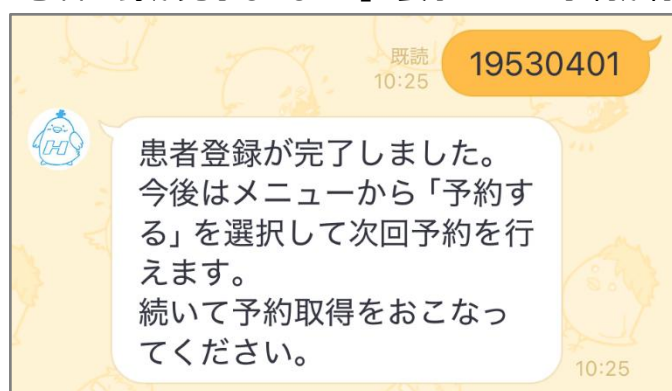 既読
10:25
19530401
患者登録が完了しました。
今後はメニューから「予約す
る」を選択して次回予約を行
えます。
続いて予約取得をおこなっ
てください。
10:25
H